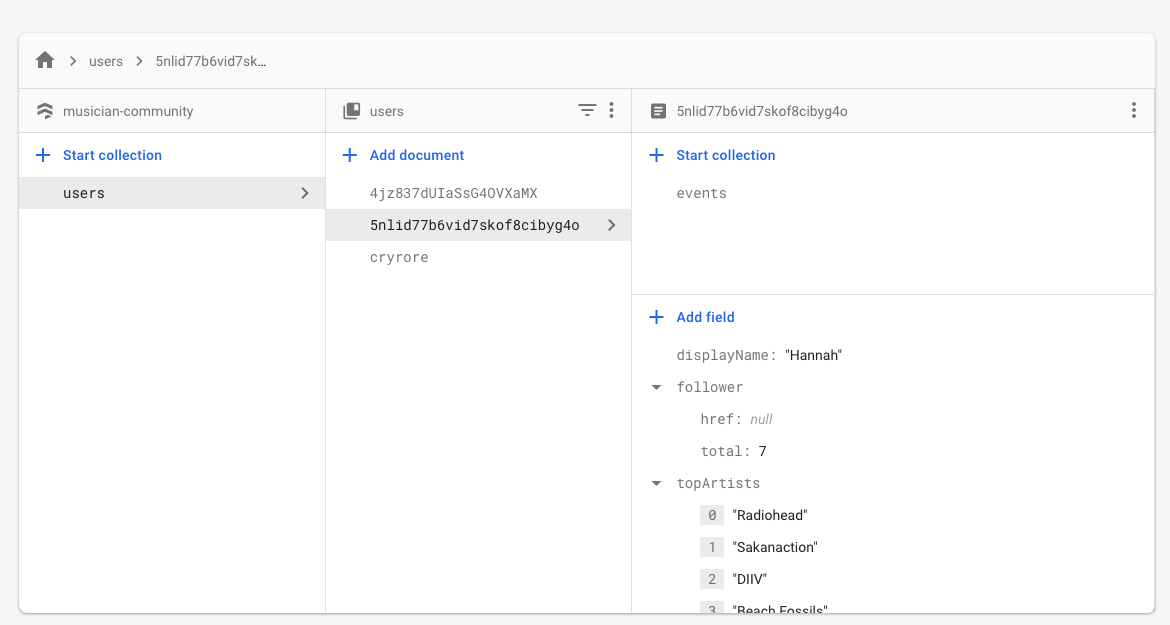 users 5nlid77b6vid7sk...
musician-community
Start collection
users
users
Add document
4jz837dUIaSsG4OVXaMX
5nlid77b6vid7skof8cibyg4o
cryrore
5nlid77b6vid7skof8cibyg4o
Start collection
events
Add field
displayName: "Hannah"
follower
href: null
total: 7
topArtists
0 "Radiohead"
1 "Sakanaction"
2 "DIIV"
3 "Beach Fossils"